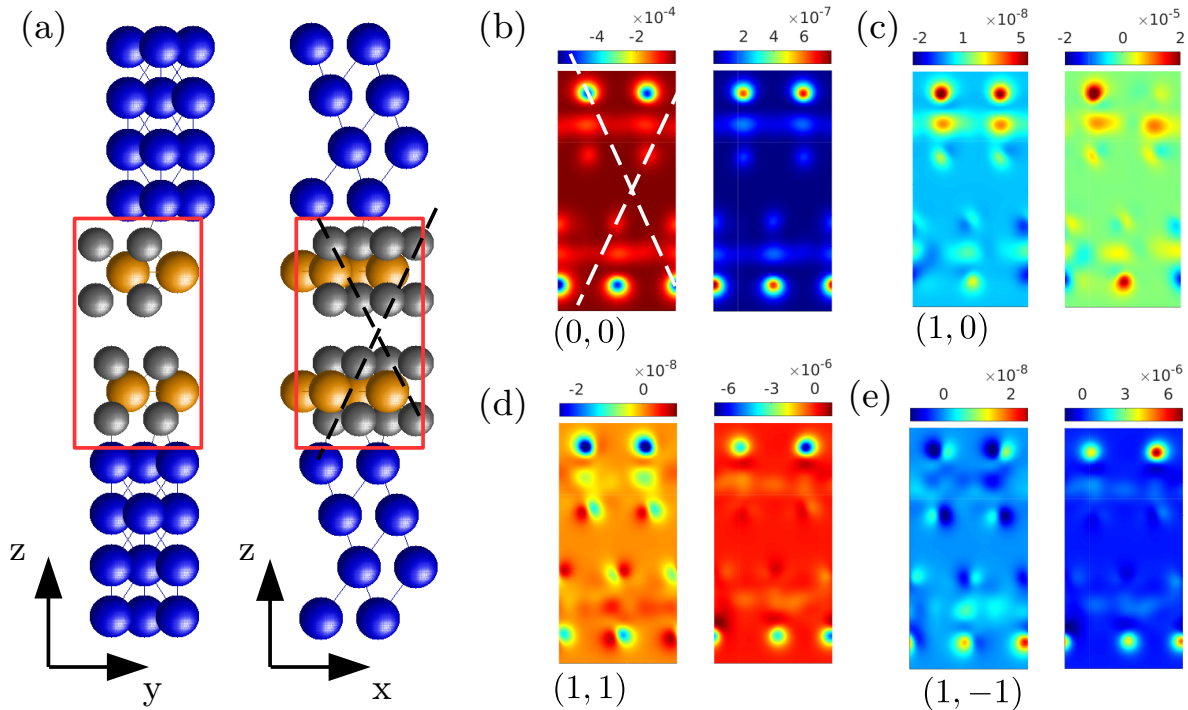 (a)
z
y
z
x
(b)
×10⁻⁴
-4 -2
×10⁻⁷
2 4 6
(0, 0)
(c)
×10⁻⁸
-2 1 5
×10⁻⁵
-2 0 2
(1, 0)
(d)
×10⁻⁸
-2 0
×10⁻⁶
-6 -3 0
(1, 1)
(e)
×10⁻⁸
0 2
×10⁻⁶
0 3 6
(1, −1)